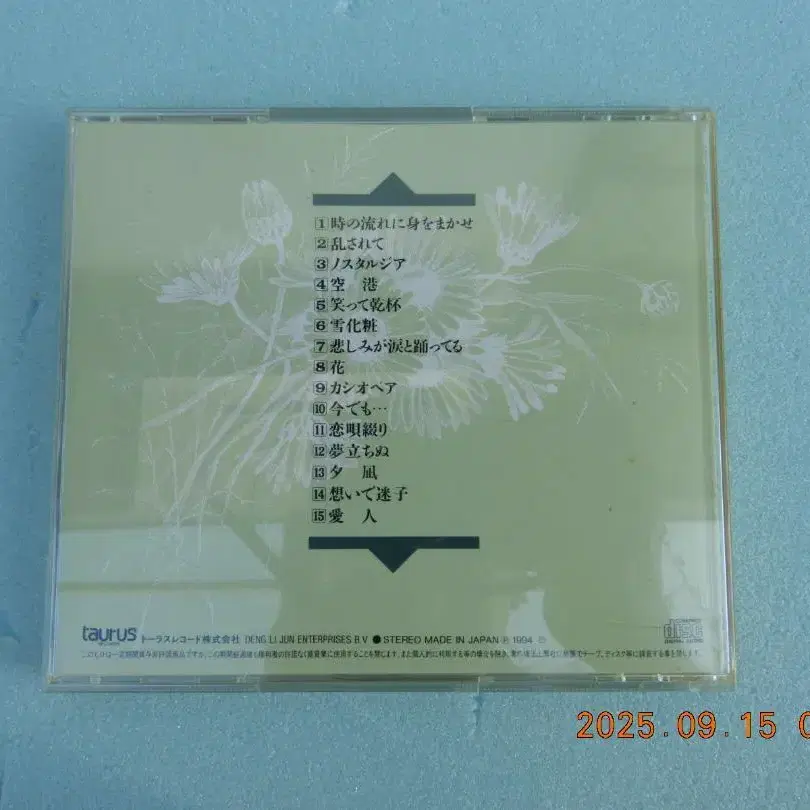 1 時の流れに身をまかせ
2 乱されて
3 ノスタルジア
4 空 港
5 笑って乾杯
6 雪化粧
7 悲しみが涙と踊ってる
8 花
9 カシオペア
10 今でも…
11 恋唄綴り
12 夢立ちぬ
13 夕 凪
14 想いで迷子
15 愛 人
taurus トーラスレコード株式会社 DENG LI JUN ENTERPRISES B.V ●STEREO MADE IN JAPAN Ⓟ 1994
COMPACT disc DIGITAL AUDIO
2025.09.15